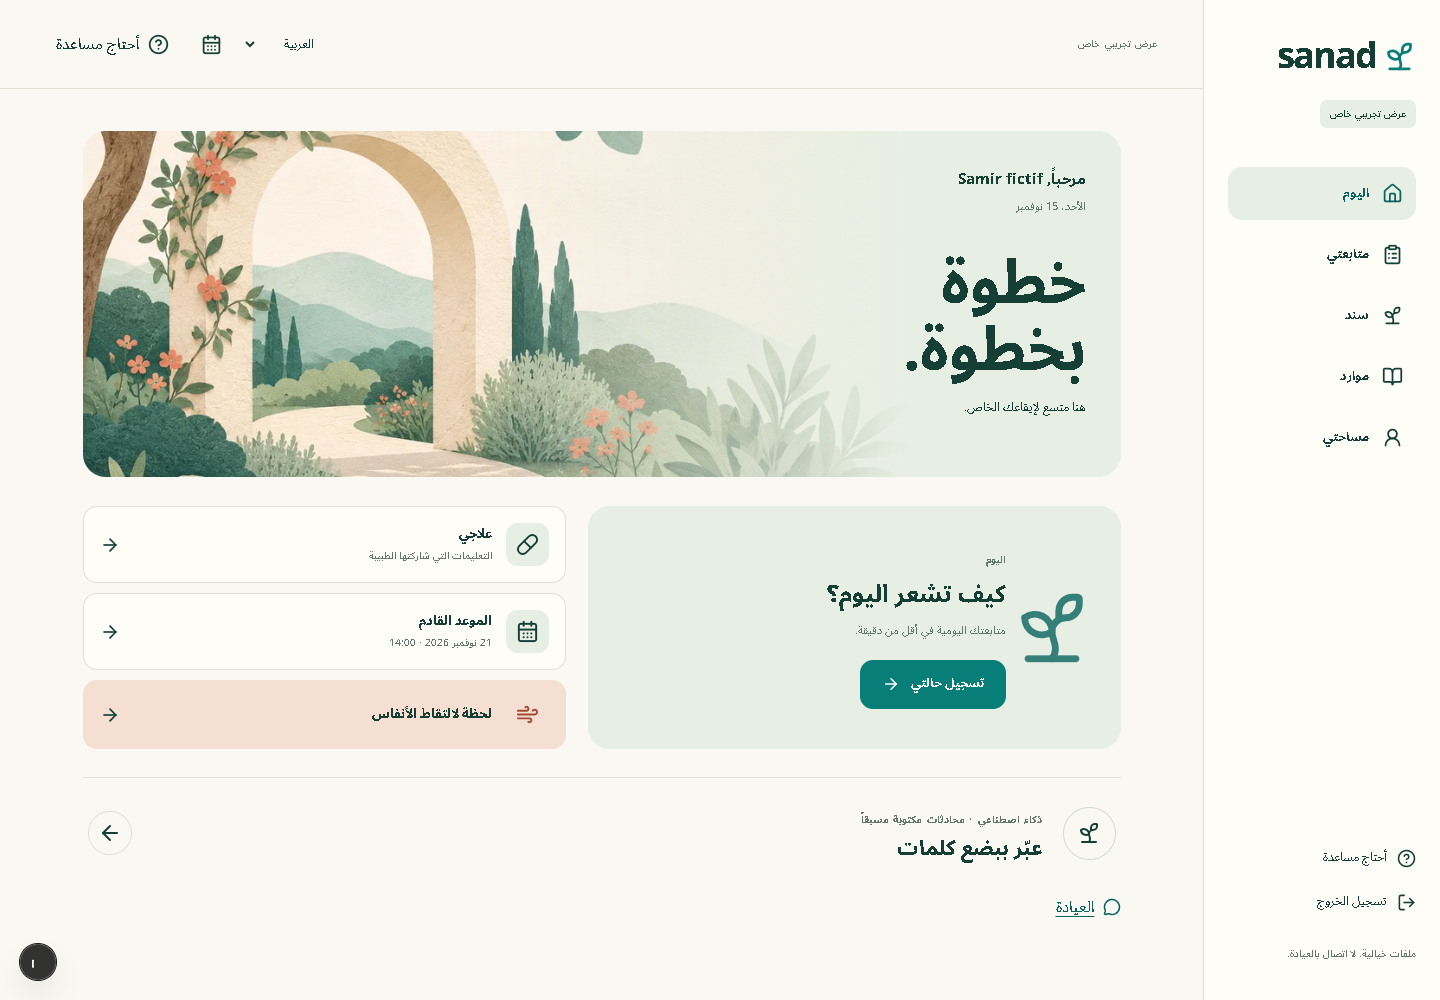 sanad
عرض تجريبي خاص
اليوم
متابعتي
سند
موارد
مساحتي
أحتاج مساعدة
تسجيل الخروج
ملفات خيالية. لا اتصال بالعيادة.
عرض تجريبي خاص
العربية
أحتاج مساعدة
مرحباً, Samir fictif
الأحد، 15 نوفمبر
خطوة
بخطوة.
هنا متسع لإيقاعك الخاص.
اليوم
كيف تشعر اليوم؟
متابعتك اليومية في أقل من دقيقة.
تسجيل حالتي
علاجي
التعليمات التي شاركتها الطبيبة
الموعد القادم
21 نوفمبر 2026 · 14:00
لحظة لالتقاط الأنفاس
ذكاء اصطناعي · محادثات مكتوبة مسبقاً
عبّر ببضع كلمات
العيادة